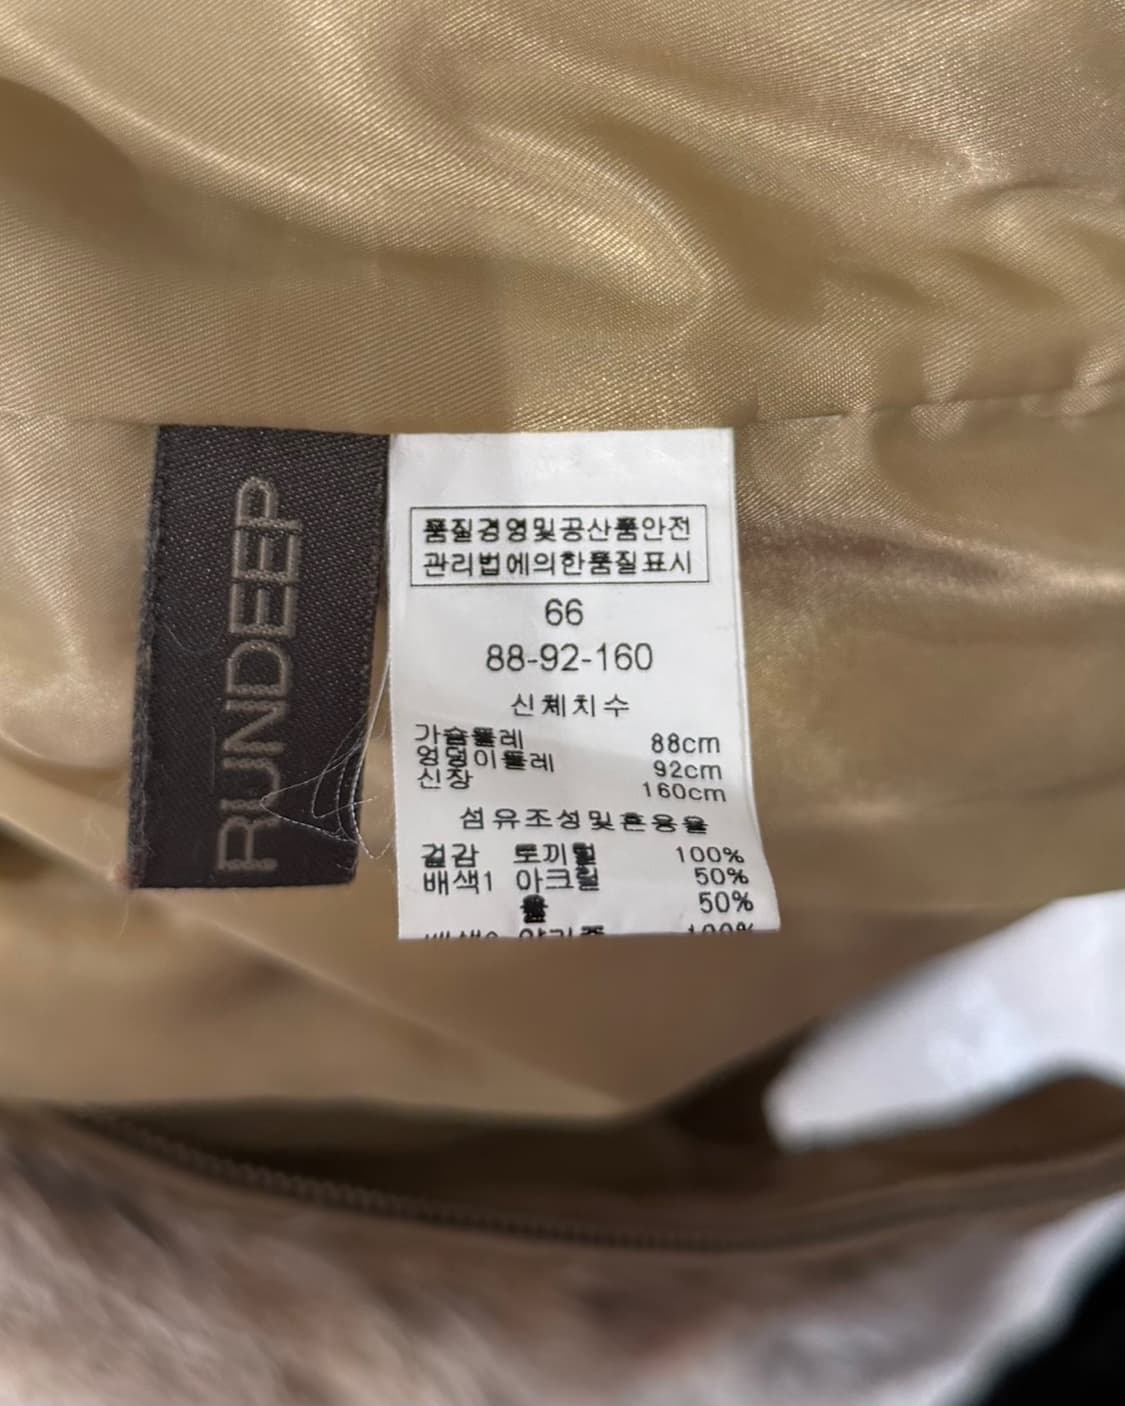 RUNDEEP
품질경영및공산품안전
관리법에의한품질표시
66
88-92-160
신체치수
가슴둘레 88cm
엉덩이둘레 92cm
신장 160cm
섬유조성및혼용율
겉감 토끼털 100%
배색1 아크릴 50%
울 50%
100%